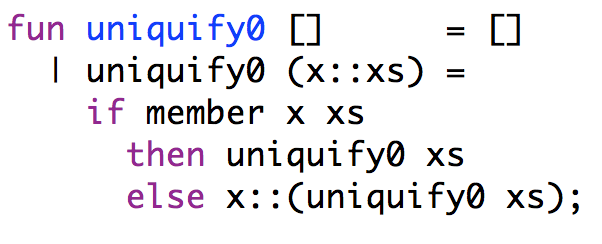 fun uniquify0 []      = []
  | uniquify0 (x::xs) =
    if member x xs
      then uniquify0 xs
      else x::(uniquify0 xs);